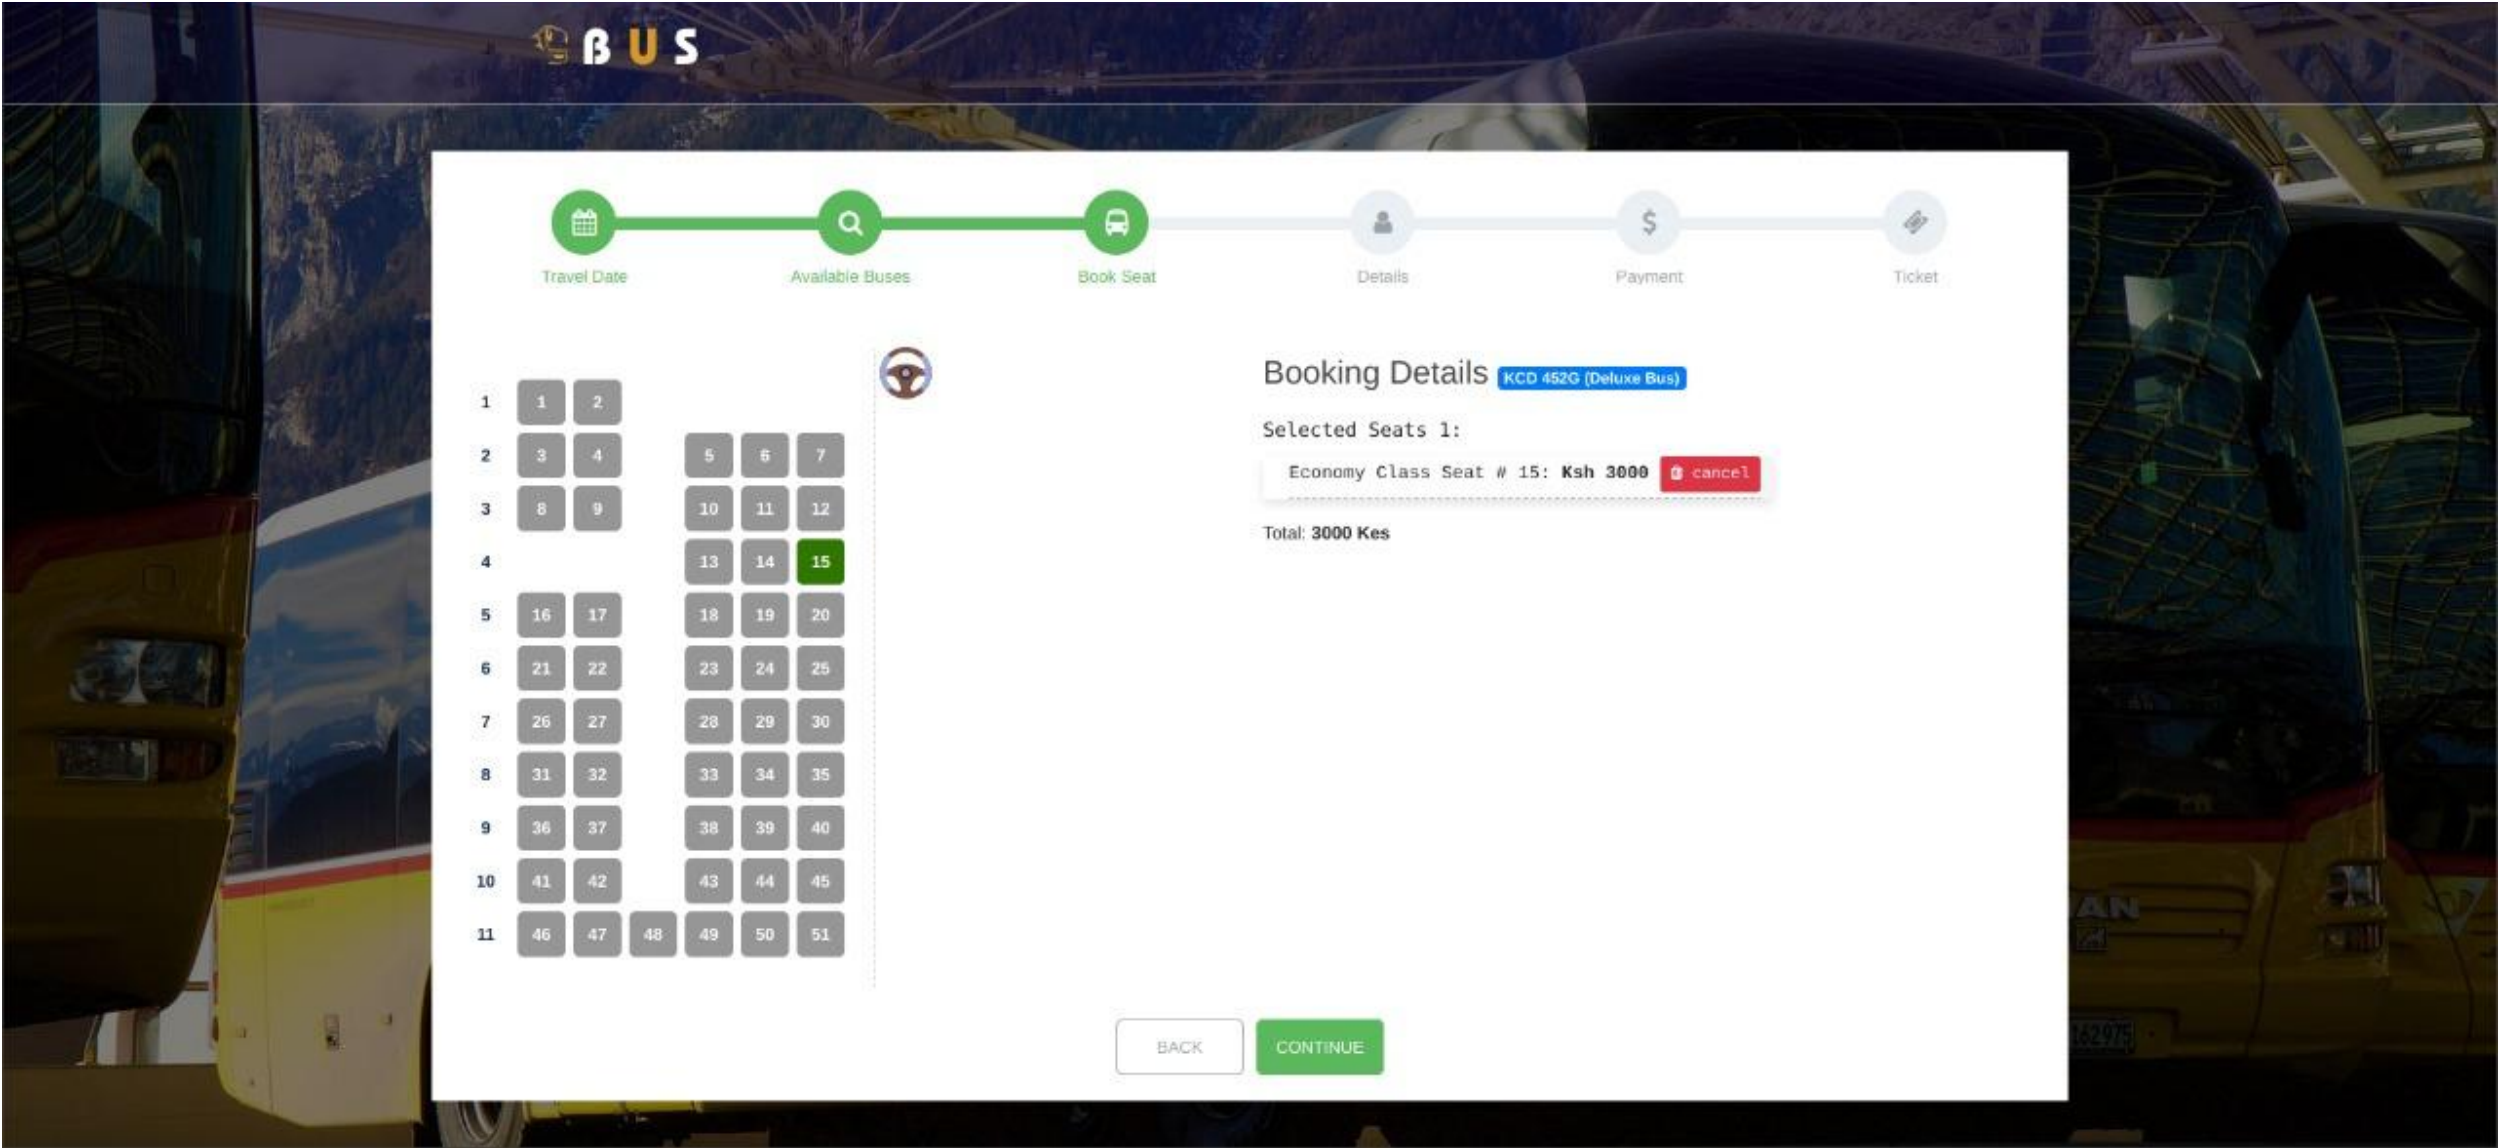 BUS
Travel Date Available Buses Book Seat Details Payment Ticket
1 1 2
2 3 4 5 6 7
3 8 9 10 11 12
4 13 14 15
5 16 17 18 19 20
6 21 22 23 24 25
7 26 27 28 29 30
8 31 32 33 34 35
9 36 37 38 39 40
10 41 42 43 44 45
11 46 47 48 49 50 51
Booking Details KCD 452G (Deluxe Bus)
Selected Seats 1:
Economy Class Seat # 15: Ksh 3000 cancel
Total: 3000 Kes
BACK CONTINUE
AN
162975